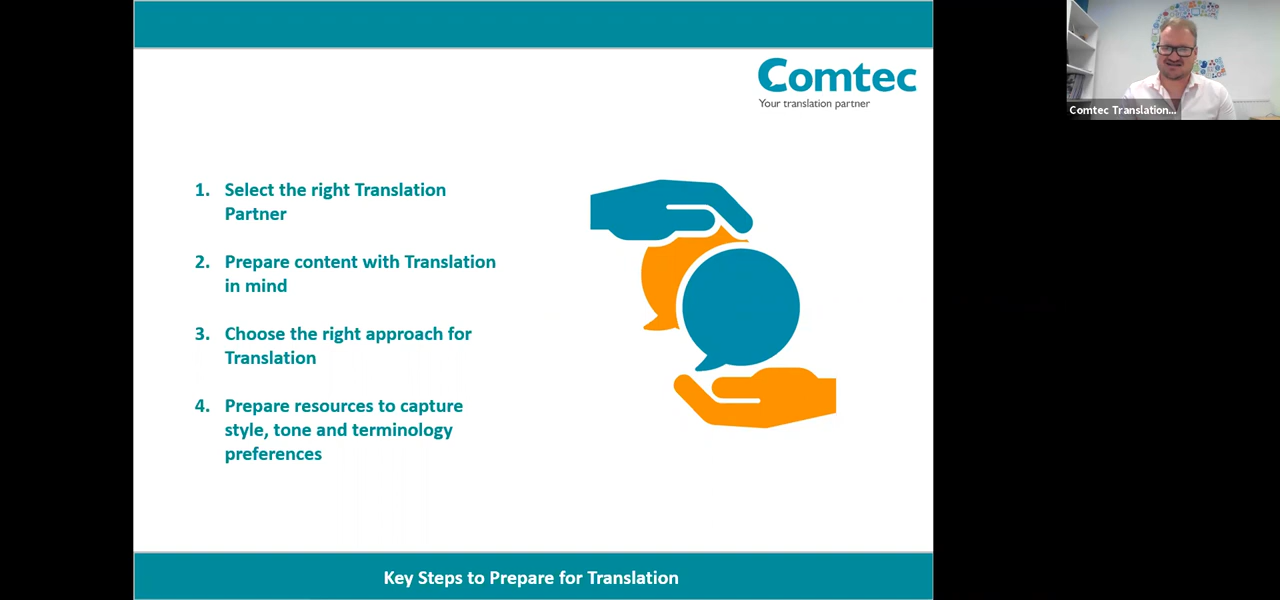 Comtec
Your translation partner
Comtec Translation...
1. Select the right Translation
Partner
2. Prepare content with Translation
in mind
3. Choose the right approach for
Translation
4. Prepare resources to capture
style, tone and terminology
preferences
Key Steps to Prepare for Translation